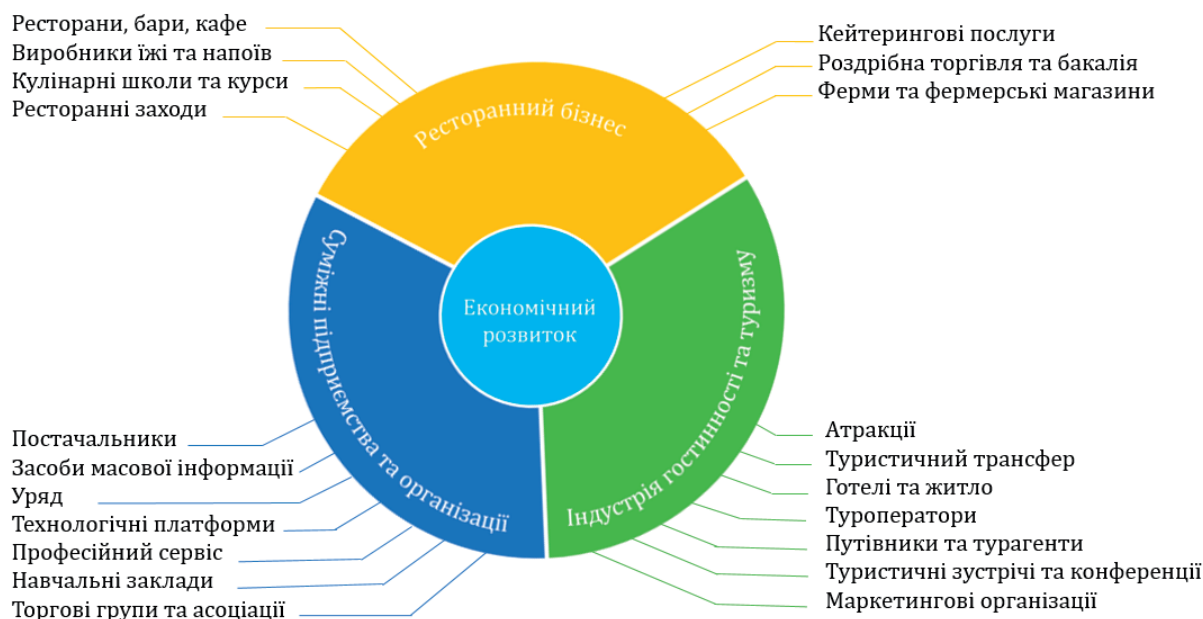 Ресторани, бари, кафе
Виробники їжі та напоїв
Кулінарні школи та курси
Ресторанні заходи
Кейтерингові послуги
Роздрібна торгівля та бакалія
Ферми та фермерські магазини
Ресторанний бізнес
Суміжні підприємства та організації
Економічний
розвиток
Індустрія гостинності та туризму
Постачальники
Засоби масової інформації
Уряд
Технологічні платформи
Професійний сервіс
Навчальні заклади
Торгові групи та асоціації
Атракції
Туристичний трансфер
Готелі та житло
Туроператори
Путівники та турагенти
Туристичні зустрічі та конференції
Маркетингові організації